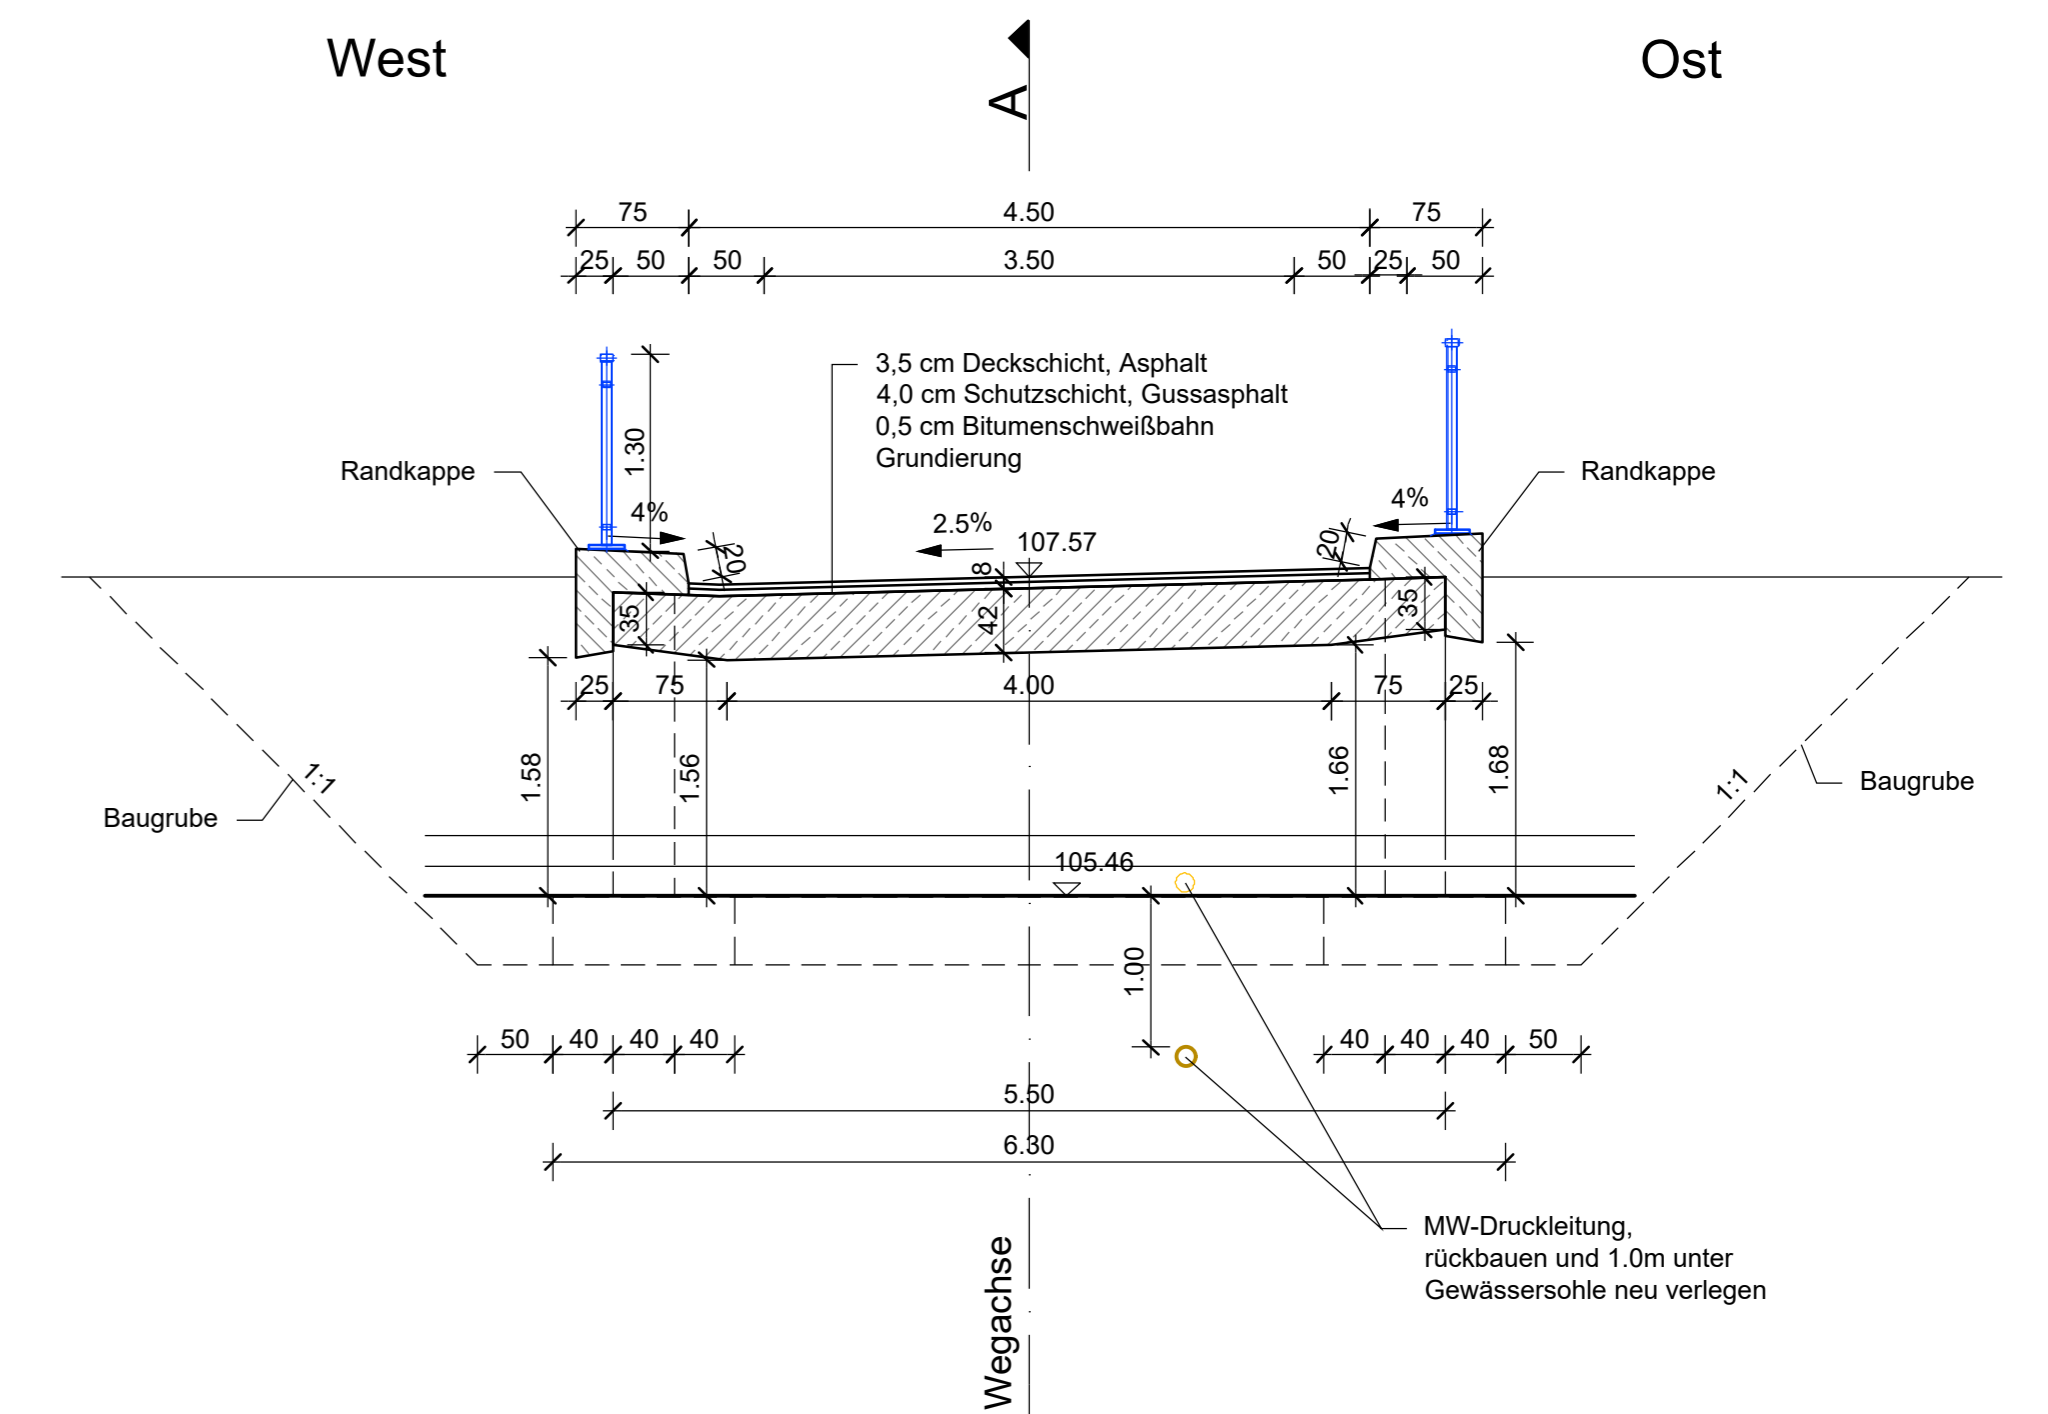 West
Ost
A
75
4.50
75
25
50
50
3.50
50
25
50
3,5 cm Deckschicht, Asphalt
4,0 cm Schutzschicht, Gussasphalt
0,5 cm Bitumenschweißbahn
Grundierung
1.30
Randkappe
Randkappe
4%
4%
2.5%
107.57
20
20
8
35
42
35
25
75
4.00
75
25
1.58
1.56
1.66
1.68
1:1
1:1
Baugrube
Baugrube
105.46
1.00
50
40
40
40
40
40
40
50
5.50
6.30
MW-Druckleitung,
rückbauen und 1.0m unter
Gewässersohle neu verlegen
Wegachse